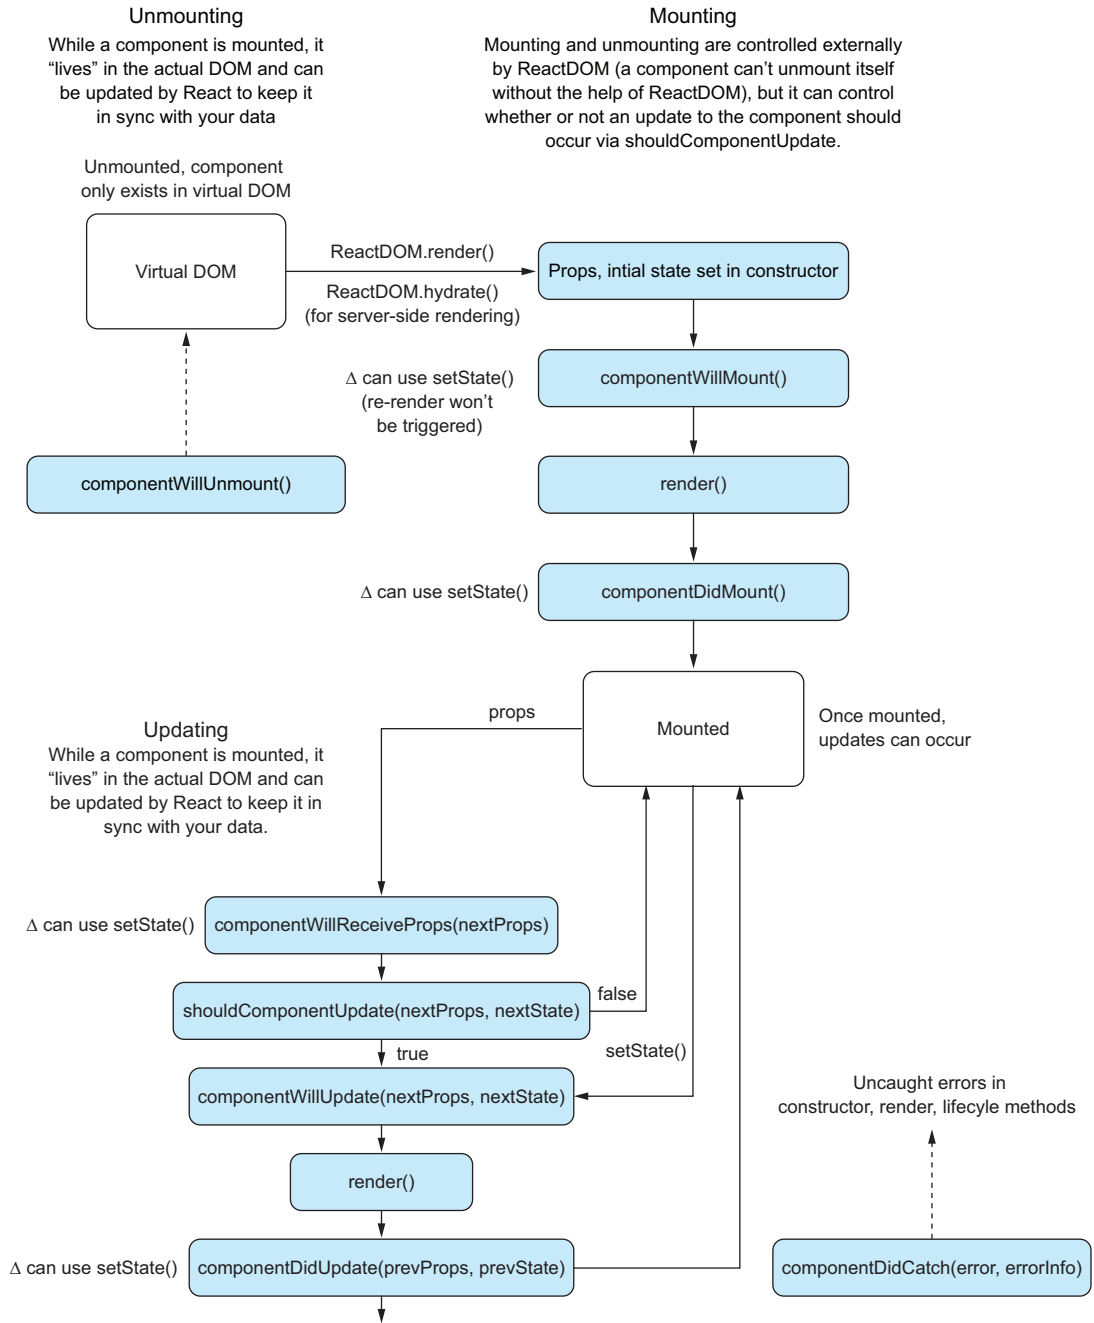 Unmounting
While a component is mounted, it
“lives” in the actual DOM and can
be updated by React to keep it
in sync with your data
Mounting
Mounting and unmounting are controlled externally
by ReactDOM (a component can’t unmount itself
without the help of ReactDOM), but it can control
whether or not an update to the component should
occur via shouldComponentUpdate.
Unmounted, component
only exists in virtual DOM
Virtual DOM
ReactDOM.render()
ReactDOM.hydrate()
(for server-side rendering)
Props, intial state set in constructor
Δ can use setState()
(re-render won’t
be triggered)
componentWillMount()
componentWillUnmount()
render()
Δ can use setState()
componentDidMount()
Mounted
Once mounted,
updates can occur
props
Updating
While a component is mounted, it
“lives” in the actual DOM and can
be updated by React to keep it in
sync with your data.
Δ can use setState()
componentWillReceiveProps(nextProps)
shouldComponentUpdate(nextProps, nextState)
false
true
setState()
componentWillUpdate(nextProps, nextState)
render()
Δ can use setState()
componentDidUpdate(prevProps, prevState)
Uncaught errors in
constructor, render, lifecyle methods
componentDidCatch(error, errorInfo)